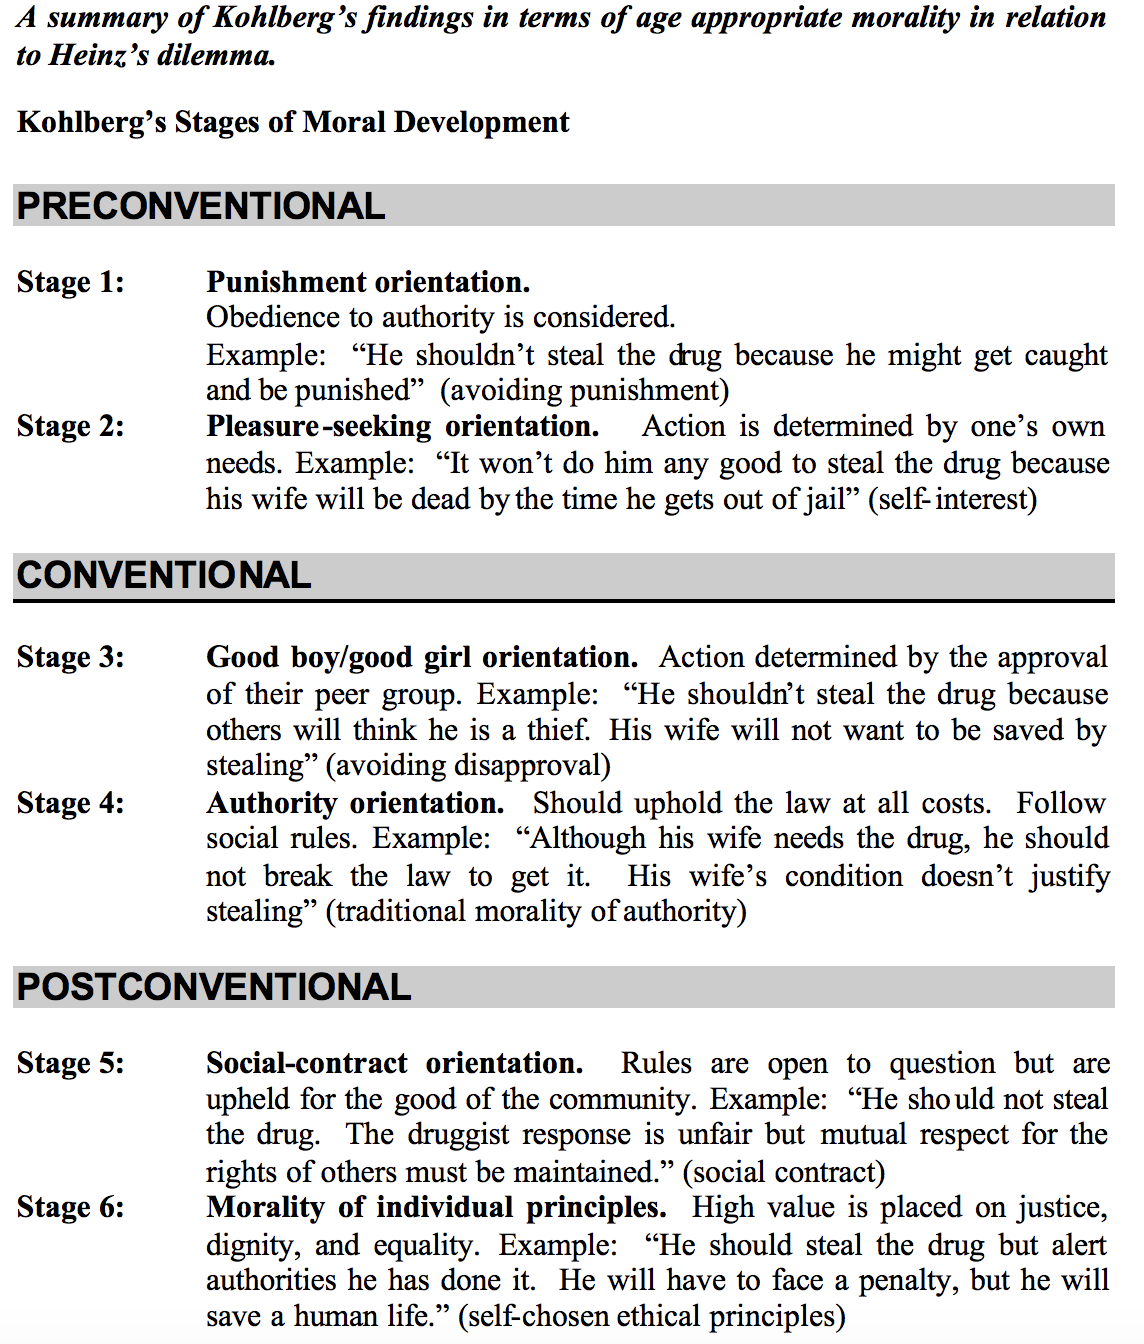 A summary of Kohlberg's findings in terms of age appropriate morality in relation
to Heinz's dilemma.
Kohlberg's Stages of Moral Development
PRECONVENTIONAL
Stage 1: Punishment orientation.
Obedience to authority is considered.
Example: “He shouldn't steal the drug because he might get caught
and be punished” (avoiding punishment)
Stage 2: Pleasure-seeking orientation. Action is determined by one's own
needs. Example: “It won't do him any good to steal the drug because
his wife will be dead by the time he gets out of jail” (self-interest)
CONVENTIONAL
Stage 3: Good boy/good girl orientation. Action determined by the approval
of their peer group. Example: “He shouldn't steal the drug because
others will think he is a thief. His wife will not want to be saved by
stealing” (avoiding disapproval)
Stage 4: Authority orientation. Should uphold the law at all costs. Follow
social rules. Example: “Although his wife needs the drug, he should
not break the law to get it. His wife's condition doesn't justify
stealing” (traditional morality of authority)
POSTCONVENTIONAL
Stage 5: Social-contract orientation. Rules are open to question but are
upheld for the good of the community. Example: “He should not steal
the drug. The druggist response is unfair but mutual respect for the
rights of others must be maintained.” (social contract)
Stage 6: Morality of individual principles. High value is placed on justice,
dignity, and equality. Example: “He should steal the drug but alert
authorities he has done it. He will have to face a penalty, but he will
save a human life.” (self-chosen ethical principles)